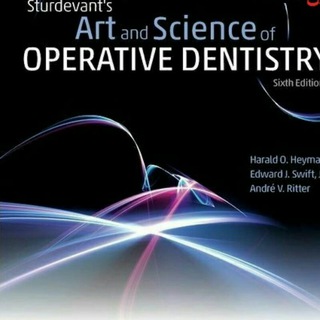 Sturdevant's
Art and Science of
OPERATIVE DENTISTRY
Sixth Edition
Harald O. Heyma
Edward J. Swift, J
André V. Ritter